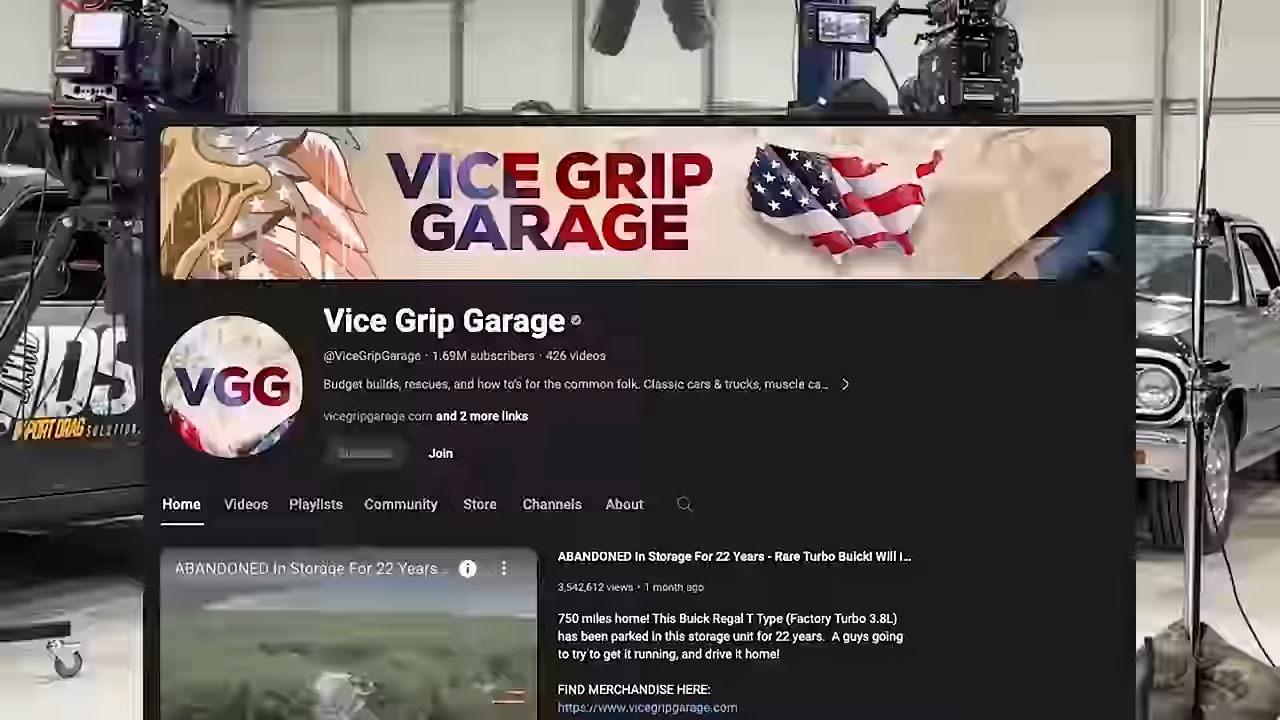 VICE GRIP
GARAGE
Vice Grip Garage
VGG
@ViceGripGarage · 1.69M subscribers · 426 videos
Budget builds, rescues, and how to's for the common folk. Classic cars & trucks, muscle ca...
vicegripgarage.com and 2 more links
Join
IDS
IMPORT DRAG SOLUTION.
Home Videos Playlists Community Store Channels About
ABANDONED In Storage For 22 Years ...
ABANDONED In Storage For 22 Years - Rare Turbo Buick! Will i...
3,542,612 views · 1 month ago
750 miles home! This Buick Regal T Type (Factory Turbo 3.8L)
has been parked in this storage unit for 22 years. A guys going
to try to get it running, and drive it home!
FIND MERCHANDISE HERE:
https://www.vicegripgarage.com